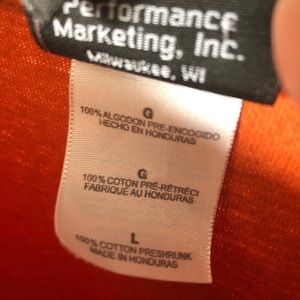 Performance
Marketing, Inc.
Milwaukee, WI
G
100% ALGODON PRE-ENCOGIDO
HECHO EN HONDURAS
G
100% COTON PRÉ-RÉTRÉCI
FABRIQUÉ AU HONDURAS
L
100% COTTON PRESHRUNK
MADE IN HONDURAS